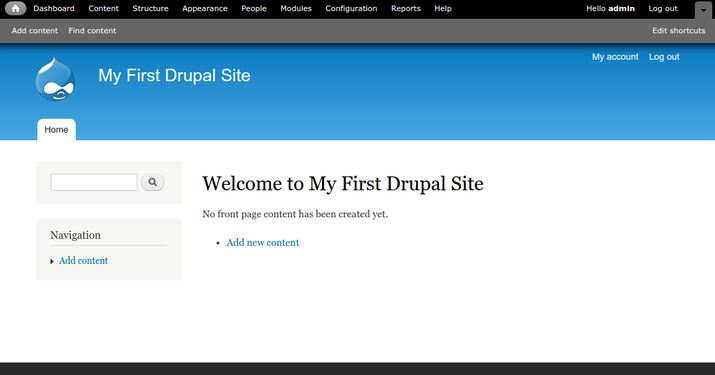 Dashboard Content Structure Appearance People Modules Configuration Reports Help Hello admin Log out
Add content Find content Edit shortcuts
My account Log out
My First Drupal Site
Home
Welcome to My First Drupal Site
No front page content has been created yet.
Navigation
Add new content
Add content